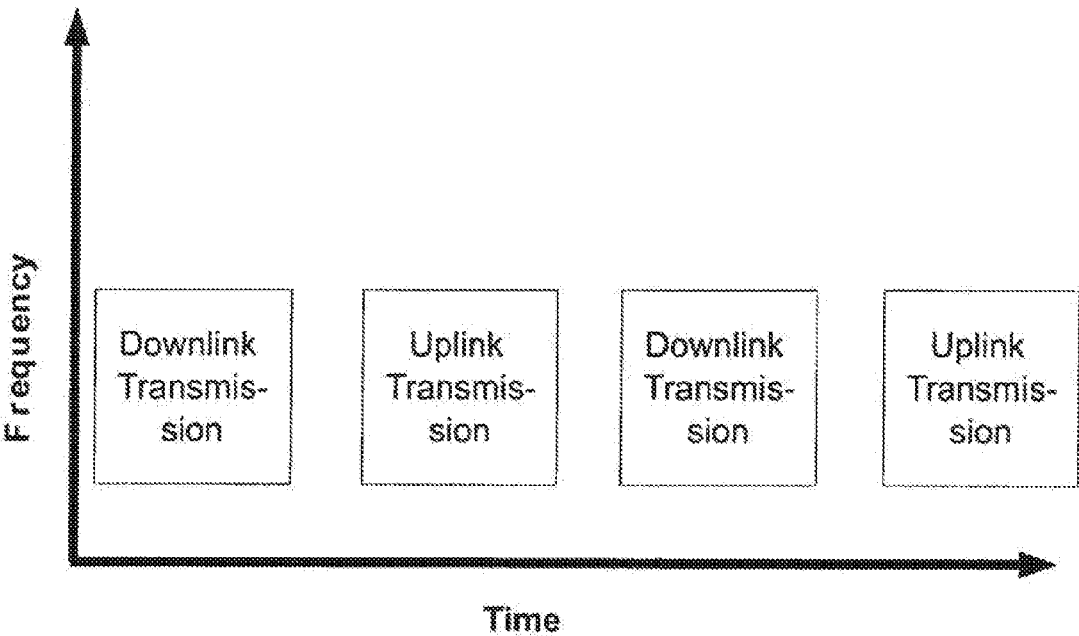 Frequency
Downlink
Transmis-
sion
Uplink
Transmis-
sion
Downlink
Transmis-
sion
Uplink
Transmis-
sion
Time